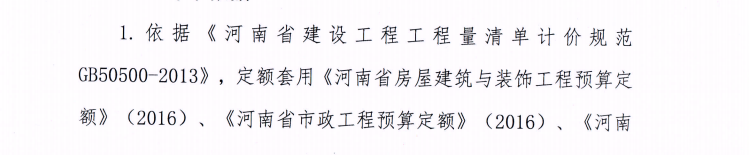 1. 依据《河南省建设工程工程量清单计价规范
GB50500-2013》，定额套用《河南省房屋建筑与装饰工程预算定
额》（2016）、《河南省市政工程预算定额》（2016）、《河南